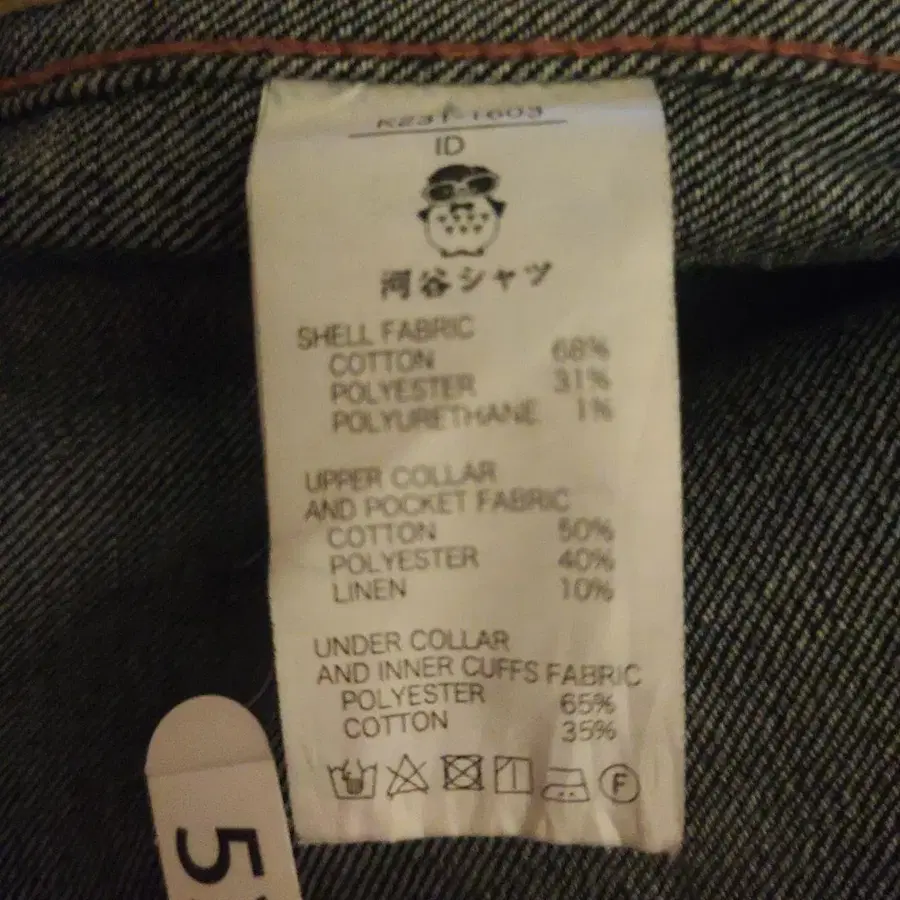 ID
河谷シャツ
SHELL FABRIC
COTTON 68%
POLYESTER 31%
POLYURETHANE 1%
UPPER COLLAR
AND POCKET FABRIC
COTTON 50%
POLYESTER 40%
LINEN 10%
UNDER COLLAR
AND INNER CUFFS FABRIC
POLYESTER 65%
COTTON 35%
F
5